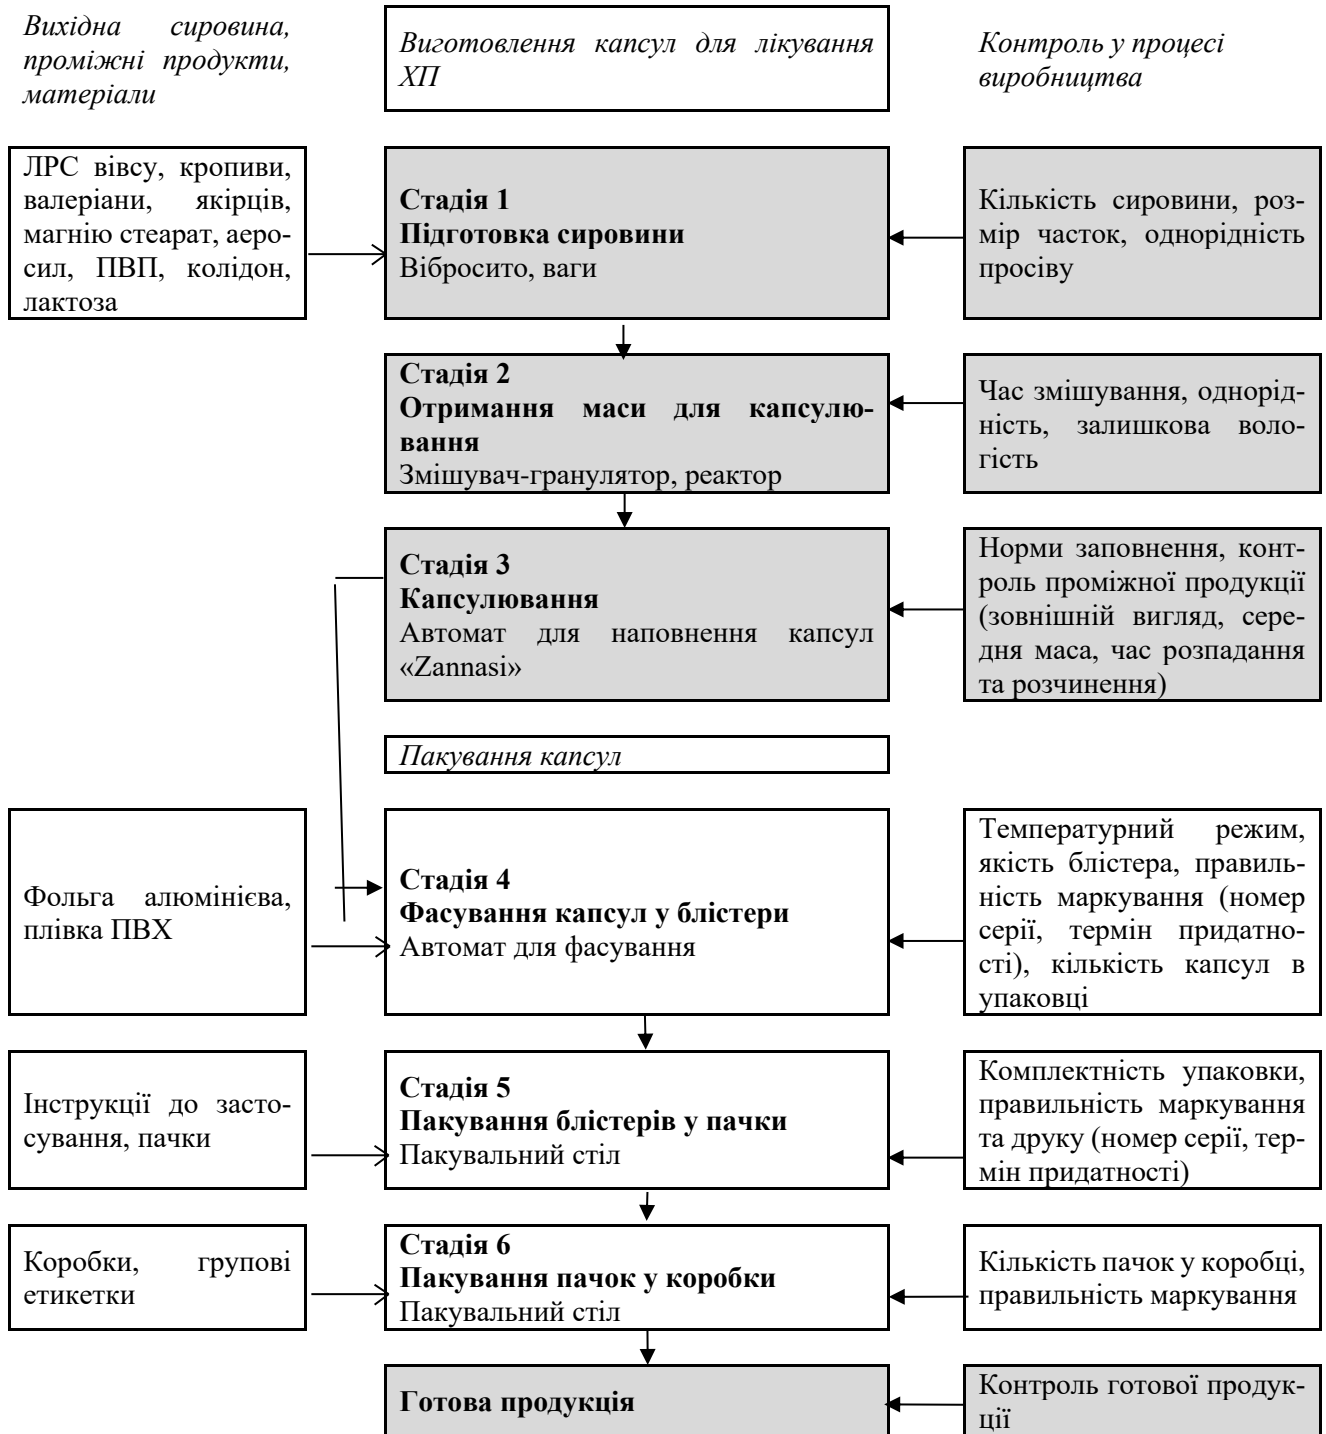 Вихідна сировина,
проміжні продукти,
матеріали
Виготовлення капсул для лікування
ХП
Контроль у процесі
виробництва
ЛРС вівсу, кропиви,
валеріани, якірців,
магнію стеарат, аеро-
сил, ПВП, колідон,
лактоза
Стадія 1
Підготовка сировини
Вібросито, ваги
Кількість сировини, роз-
мір часток, однорідність
просіву
Стадія 2
Отримання маси для капсулю-
вання
Змішувач-гранулятор, реактор
Час змішування, однорід-
ність, залишкова воло-
гість
Стадія 3
Капсулювання
Автомат для наповнення капсул
«Zannasi»
Норми заповнення, конт-
роль проміжної продукції
(зовнішній вигляд, сере-
дня маса, час розпадання
та розчинення)
Пакування капсул
Фольга алюмінієва,
плівка ПВХ
Стадія 4
Фасування капсул у блістери
Автомат для фасування
Температурний режим,
якість блістера, правиль-
ність маркування (номер
серії, термін придатно-
сті), кількість капсул в
упаковці
Інструкції до засто-
сування, пачки
Стадія 5
Пакування блістерів у пачки
Пакувальний стіл
Комплектність упаковки,
правильність маркування
та друку (номер серії, тер-
мін придатності)
Коробки, групові
етикетки
Стадія 6
Пакування пачок у коробки
Пакувальний стіл
Кількість пачок у коробці,
правильність маркування
Готова продукція
Контроль готової продук-
ції